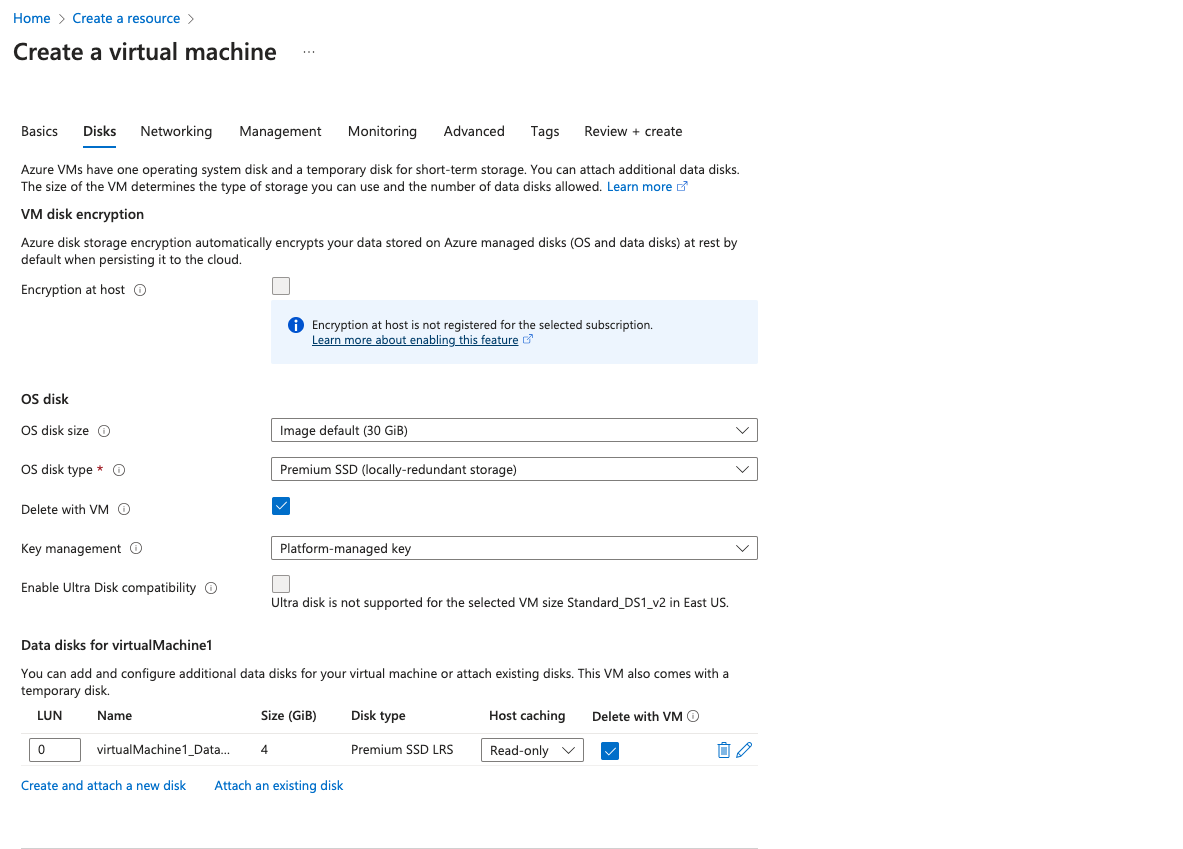 Home > Create a resource >
Create a virtual machine ...
Basics Disks Networking Management Monitoring Advanced Tags Review + create
Azure VMs have one operating system disk and a temporary disk for short-term storage. You can attach additional data disks.
The size of the VM determines the type of storage you can use and the number of data disks allowed. Learn more
VM disk encryption
Azure disk storage encryption automatically encrypts your data stored on Azure managed disks (OS and data disks) at rest by
default when persisting it to the cloud.
Encryption at host
Encryption at host is not registered for the selected subscription.
Learn more about enabling this feature
OS disk
OS disk size Image default (30 GiB)
OS disk type * Premium SSD (locally-redundant storage)
Delete with VM
Key management Platform-managed key
Enable Ultra Disk compatibility
Ultra disk is not supported for the selected VM size Standard_DS1_v2 in East US.
Data disks for virtualMachine1
You can add and configure additional data disks for your virtual machine or attach existing disks. This VM also comes with a
temporary disk.
LUN Name Size (GiB) Disk type Host caching Delete with VM
0 virtualMachine1_Data... 4 Premium SSD LRS Read-only
Create and attach a new disk Attach an existing disk